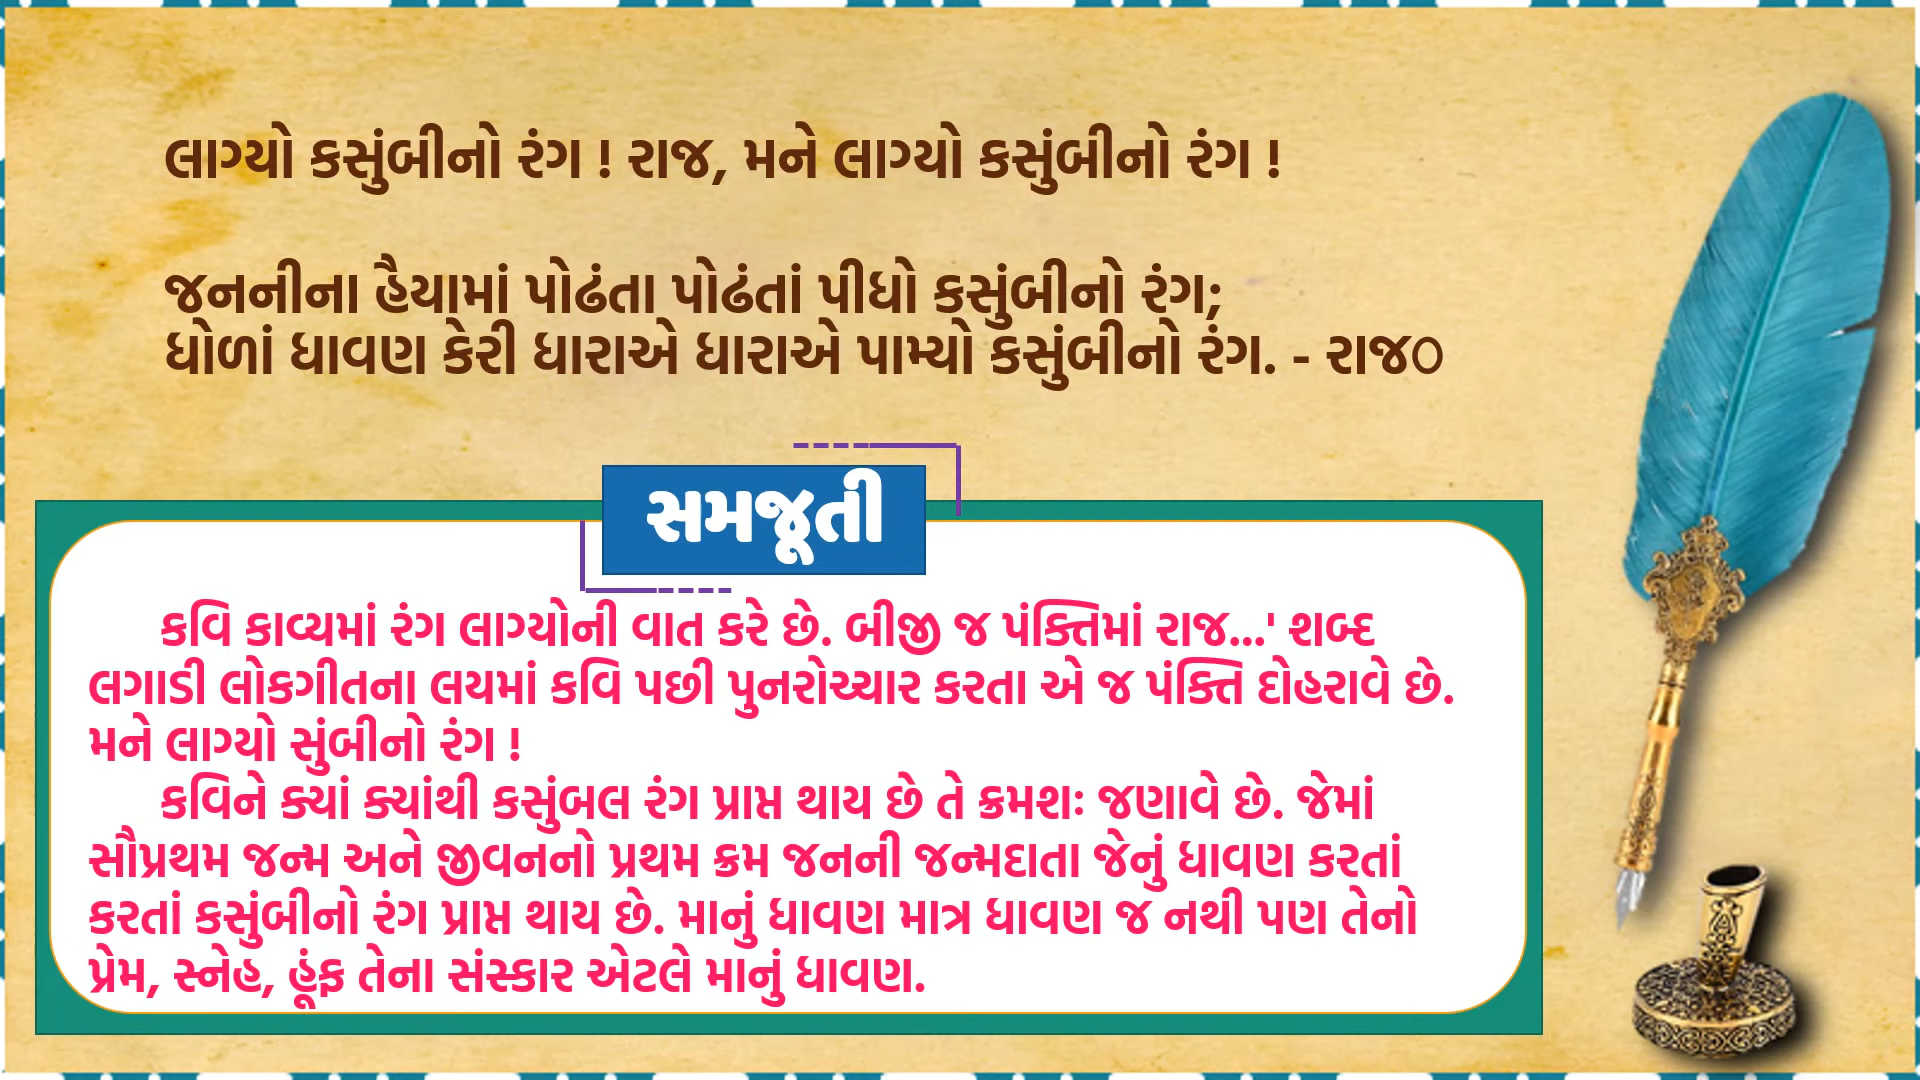 લાગ્યો કસુંબીનો રંગ ! રાજ, મને લાગ્યો કસુંબીનો રંગ !
જનનીના હૈયામાં પોઢંતા પોઢંતાં પીધો કસુંબીનો રંગ;
ધોળાં ધાવણ કેરી ધારાએ ધારાએ પામ્યો કસુંબીનો રંગ. - રાજ૦
સમજૂતી
કવિ કાવ્યમાં રંગ લાગ્યોની વાત કરે છે. બીજી જ પંક્તિમાં રાજ...' શબ્દ
લગાડી લોકગીતના લયમાં કવિ પછી પુનરોચ્ચાર કરતા એ જ પંક્તિ દોહરાવે છે.
મને લાગ્યો સુંબીનો રંગ !
કવિને ક્યાં ક્યાંથી કસુંબલ રંગ પ્રાપ્ત થાય છે તે ક્રમશઃ જણાવે છે. જેમાં
સૌપ્રથમ જન્મ અને જીવનનો પ્રથમ ક્રમ જનની જન્મદાતા જેનું ધાવણ કરતાં
કરતાં કસુંબીનો રંગ પ્રાપ્ત થાય છે. માનું ધાવણ માત્ર ધાવણ જ નથી પણ તેનો
પ્રેમ, સ્નેહ, હૂંફ તેના સંસ્કાર એટલે માનું ધાવણ.